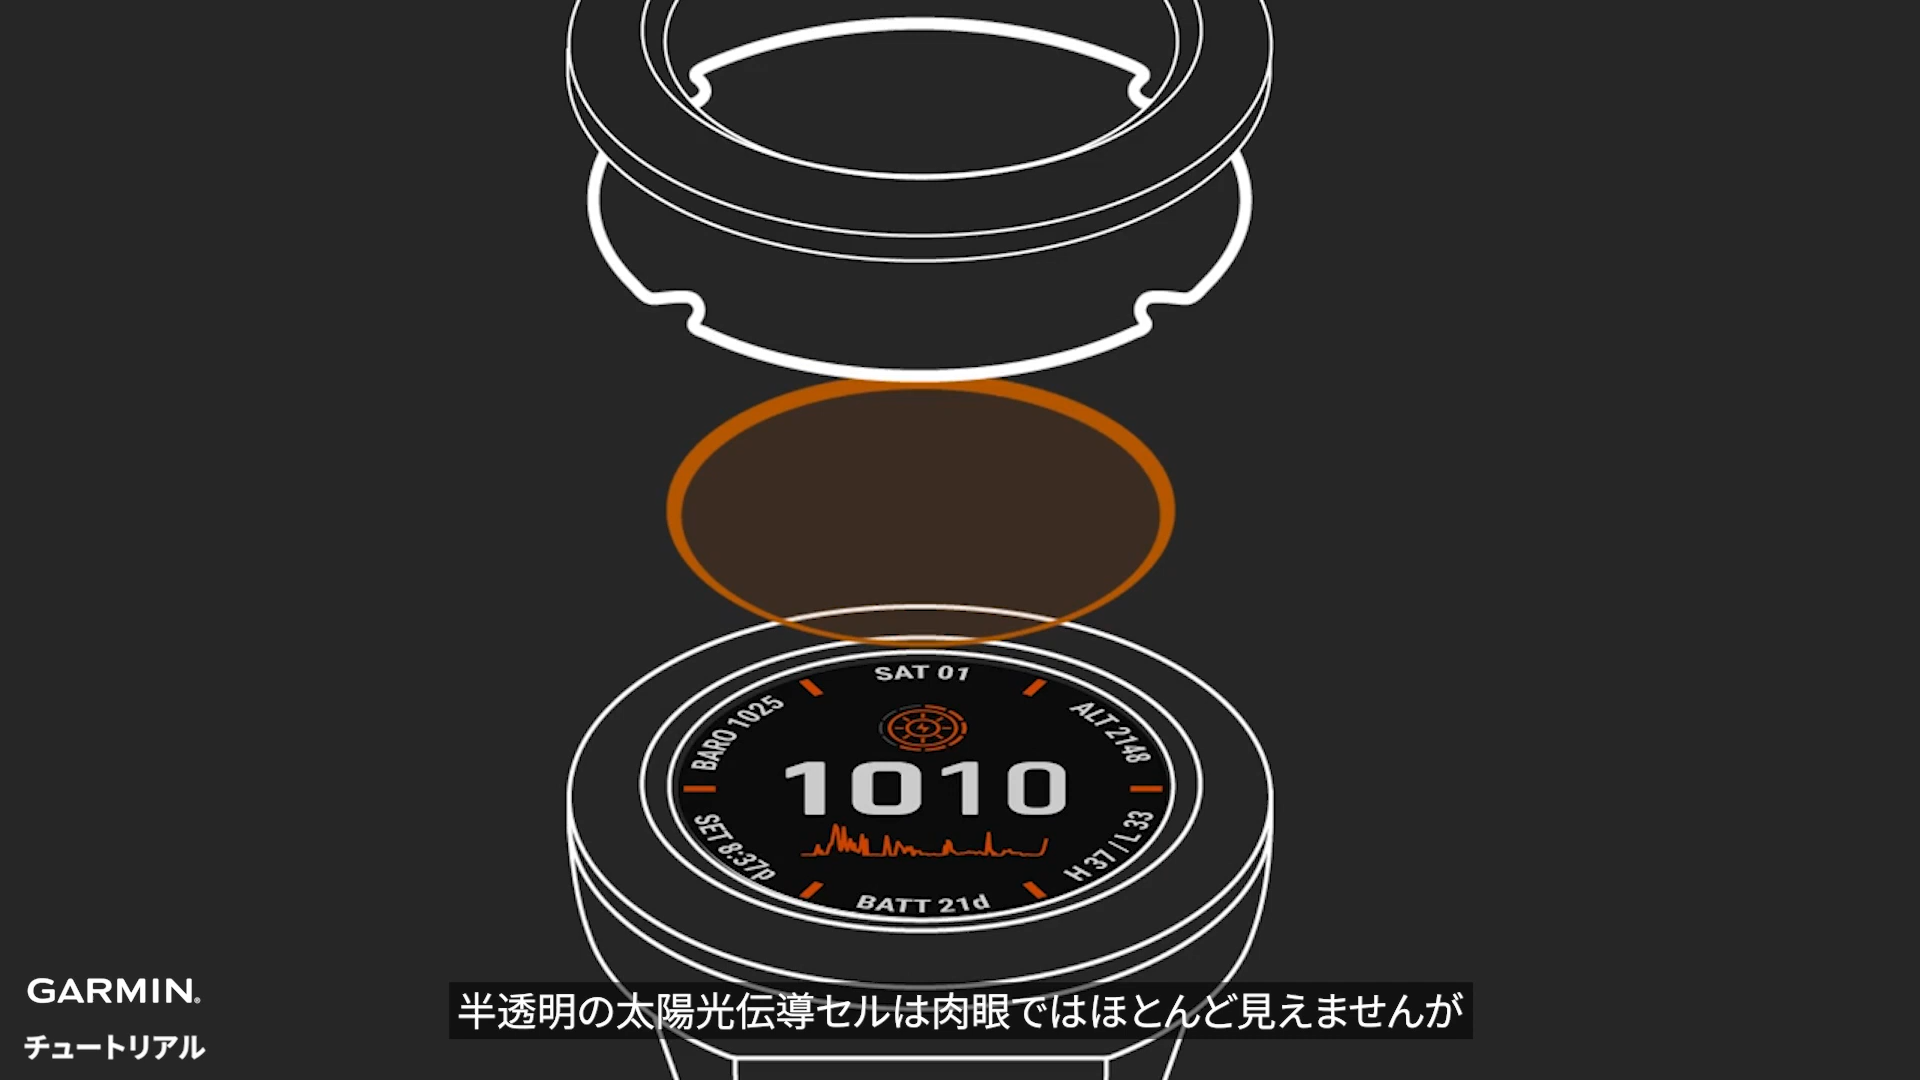 SAT 01
BARO 1025
ALT 2148
1010
SET 8:37p
H 37 / L 33
BATT 21d
GARMIN®
チュートリアル
半透明の太陽光伝導セルは肉眼ではほとんど見えませんが